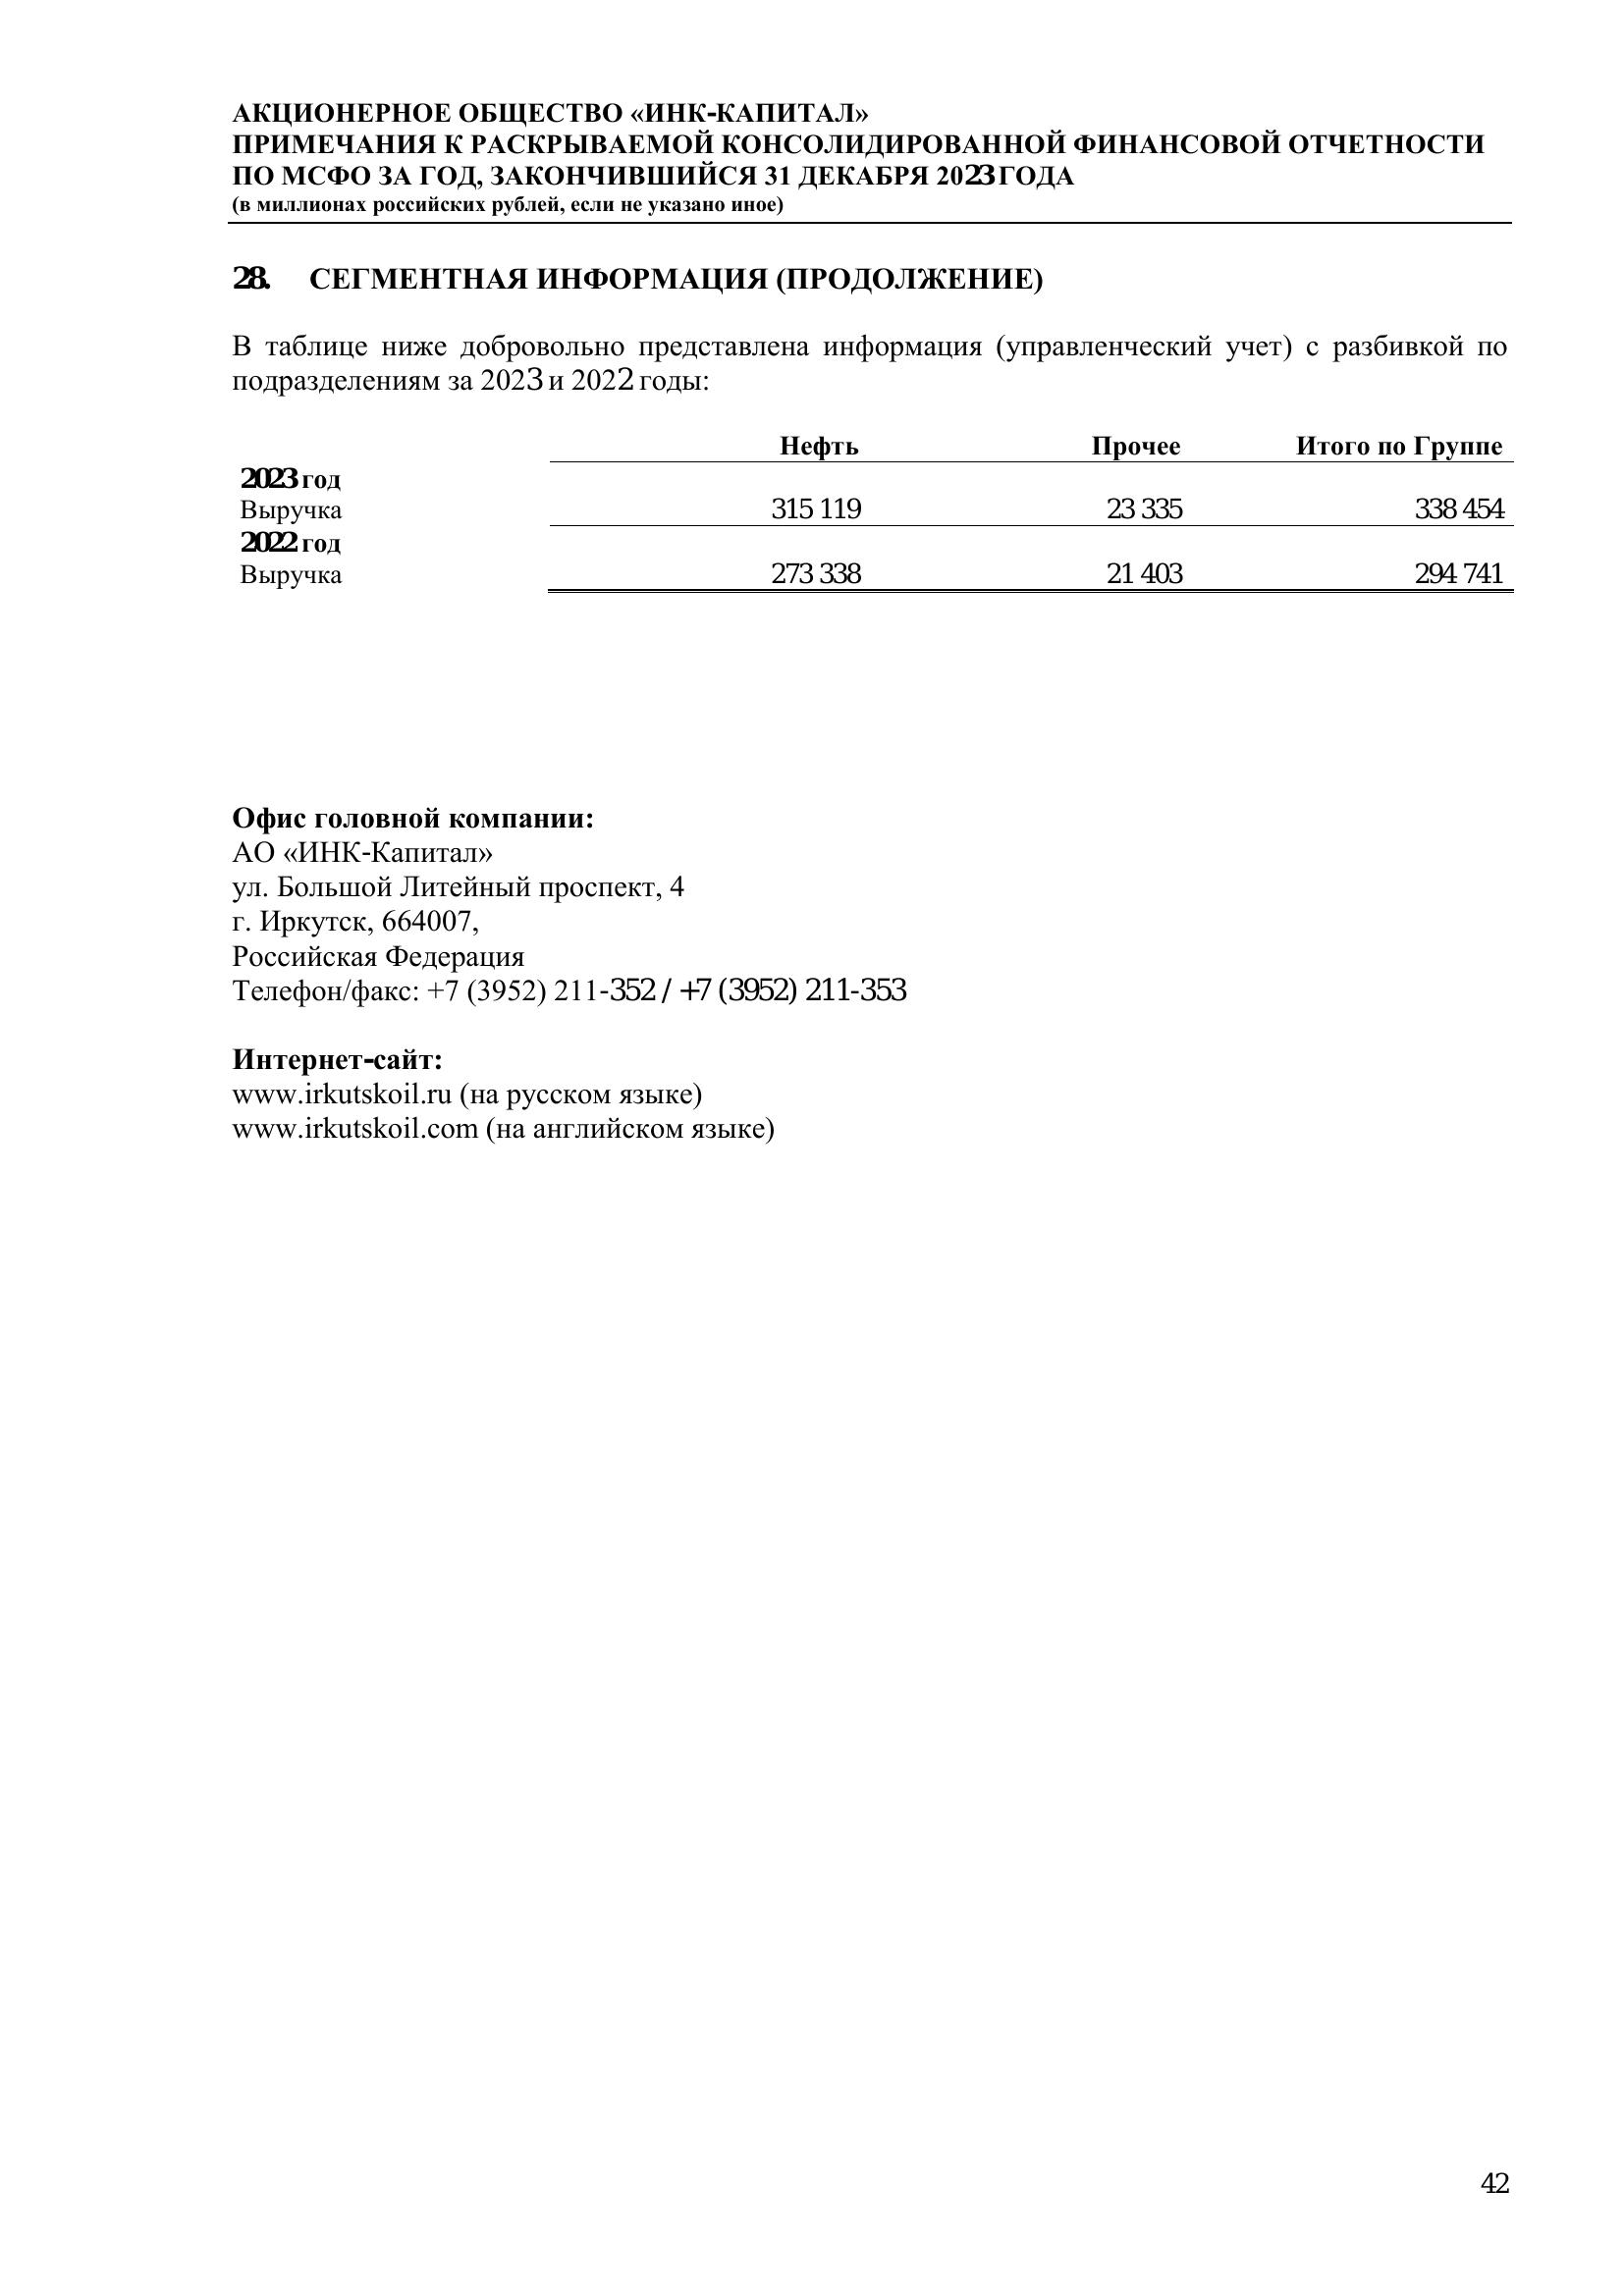 АКЦИОНЕРНОЕ ОБЩЕСТВО «ИНК-КАПИТАЛ»
ПРИМЕЧАНИЯ К РАСКРЫВАЕМОЙ КОНСОЛИДИРОВАННОЙ ФИНАНСОВОЙ ОТЧЕТНОСТИ
ПО МСФО ЗА ГОД, ЗАКОНЧИВШИЙСЯ 31 ДЕКАБРЯ 2023 ГОДА
(в миллионах российских рублей, если не указано иное)
28. СЕГМЕНТНАЯ ИНФОРМАЦИЯ (ПРОДОЛЖЕНИЕ)
В таблице ниже добровольно представлена информация (управленческий учет) с разбивкой по
подразделениям за 2023 и 2022 годы:
Нефть Прочее Итого по Группе
2023 год
Выручка 315 119 23 335 338 454
2022 год
Выручка 273 338 21 403 294 741
Офис головной компании:
АО «ИНК-Капитал»
ул. Большой Литейный проспект, 4
г. Иркутск, 664007,
Российская Федерация
Телефон/факс: +7 (3952) 211-352 / +7 (3952) 211-353
Интернет-сайт:
www.irkutskoil.ru (на русском языке)
www.irkutskoil.com (на английском языке)
42